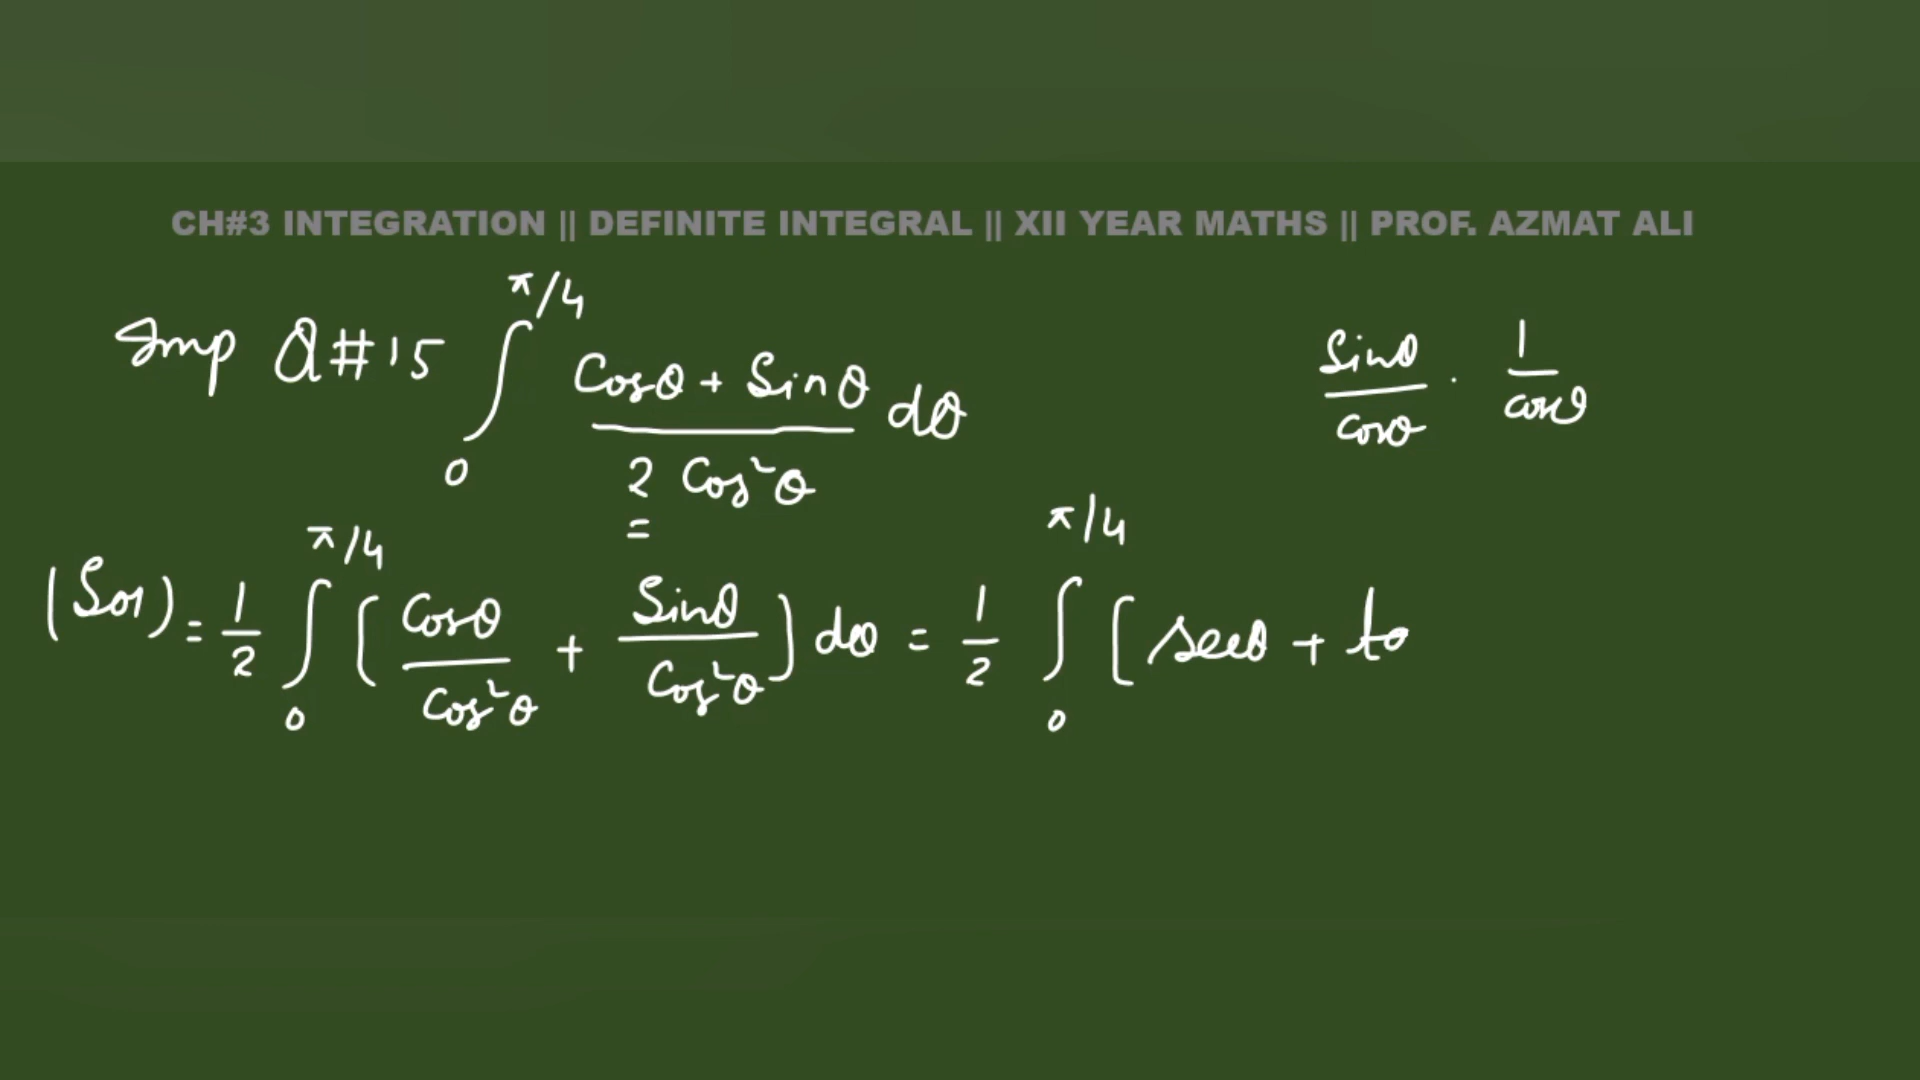 CH#3 INTEGRATION || DEFINITE INTEGRAL || XII YEAR MATHS || PROF. AZMAT ALI
Imp Q#15 ∫₀^π/4 (Cosθ + Sinθ)/(2 Cos²θ) dθ
Sinθ/cosθ · 1/cosθ
(Sol) = 1/2 ∫₀^π/4 [Cosθ/Cos²θ + Sinθ/Cos²θ] dθ = 1/2 ∫₀^π/4 [secθ + ta